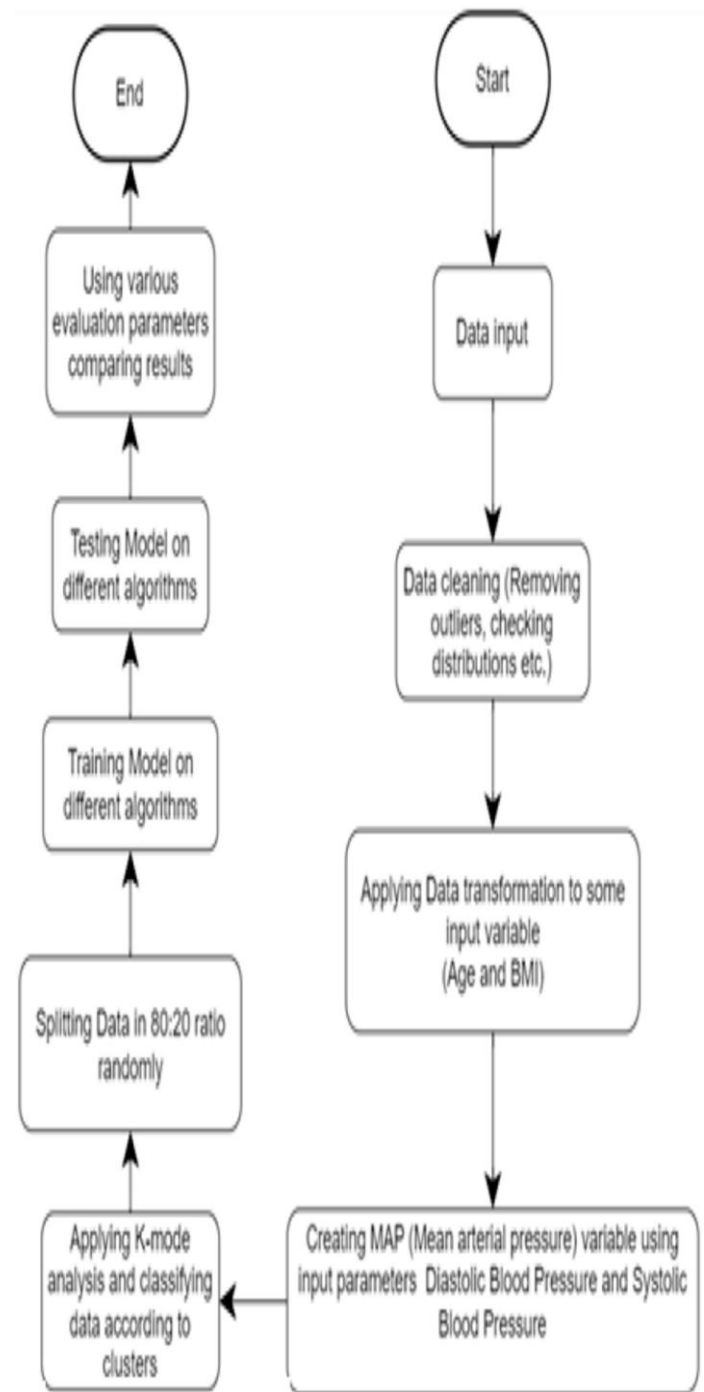 Start
Data input
Data cleaning (Removing
outliers, checking
distributions etc.)
Applying Data transformation to some
input variable
(Age and BMI)
Creating MAP (Mean arterial pressure) variable using
input parameters Diastolic Blood Pressure and Systolic
Blood Pressure
Applying K-mode
analysis and classifying
data according to
clusters
Splitting Data in 80:20 ratio
randomly
Training Model on
different algorithms
Testing Model on
different algorithms
Using various
evaluation parameters
comparing results
End